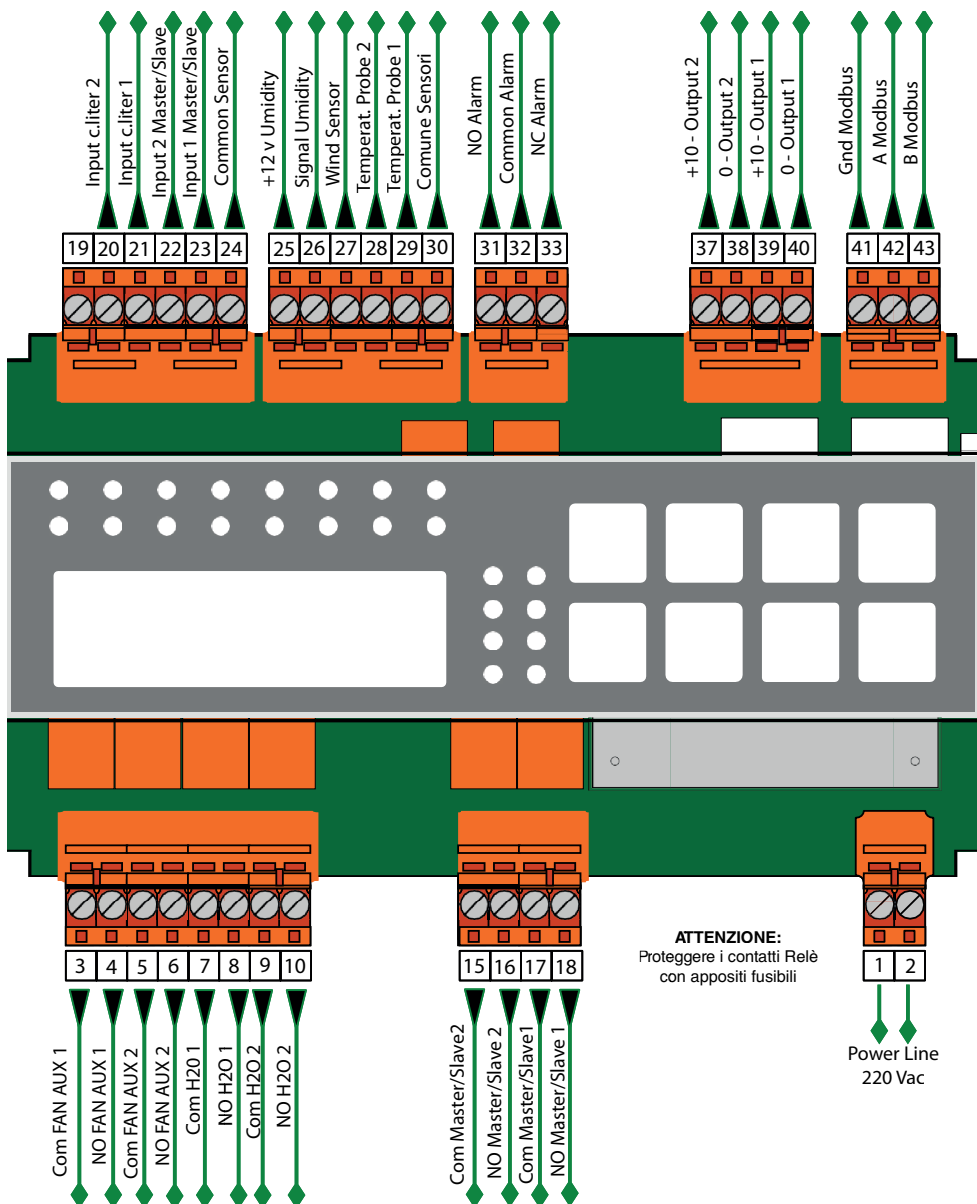 Input c.liter 2
Input c.liter 1
Input 2 Master/Slave
Input 1 Master/Slave
Common Sensor
+12 v Umidity
Signal Umidity
Wind Sensor
Temperat. Probe 2
Temperat. Probe 1
Comune Sensori
NO Alarm
Common Alarm
NC Alarm
+10 - Output 2
0 - Output 2
+10 - Output 1
0 - Output 1
Gnd Modbus
A Modbus
B Modbus
19 20 21 22 23 24
25 26 27 28 29 30
31 32 33
37 38 39 40
41 42 43
3 4 5 6 7 8 9 10
15 16 17 18
1 2
ATTENZIONE:
Proteggere i contatti Relè
con appositi fusibili
Com FAN AUX 1
NO FAN AUX 1
Com FAN AUX 2
NO FAN AUX 2
Com H20 1
NO H2O 1
Com H2O 2
NO H2O 2
Com Master/Slave2
NO Master/Slave 2
Com Master/Slave1
NO Master/Slave 1
Power Line
220 Vac